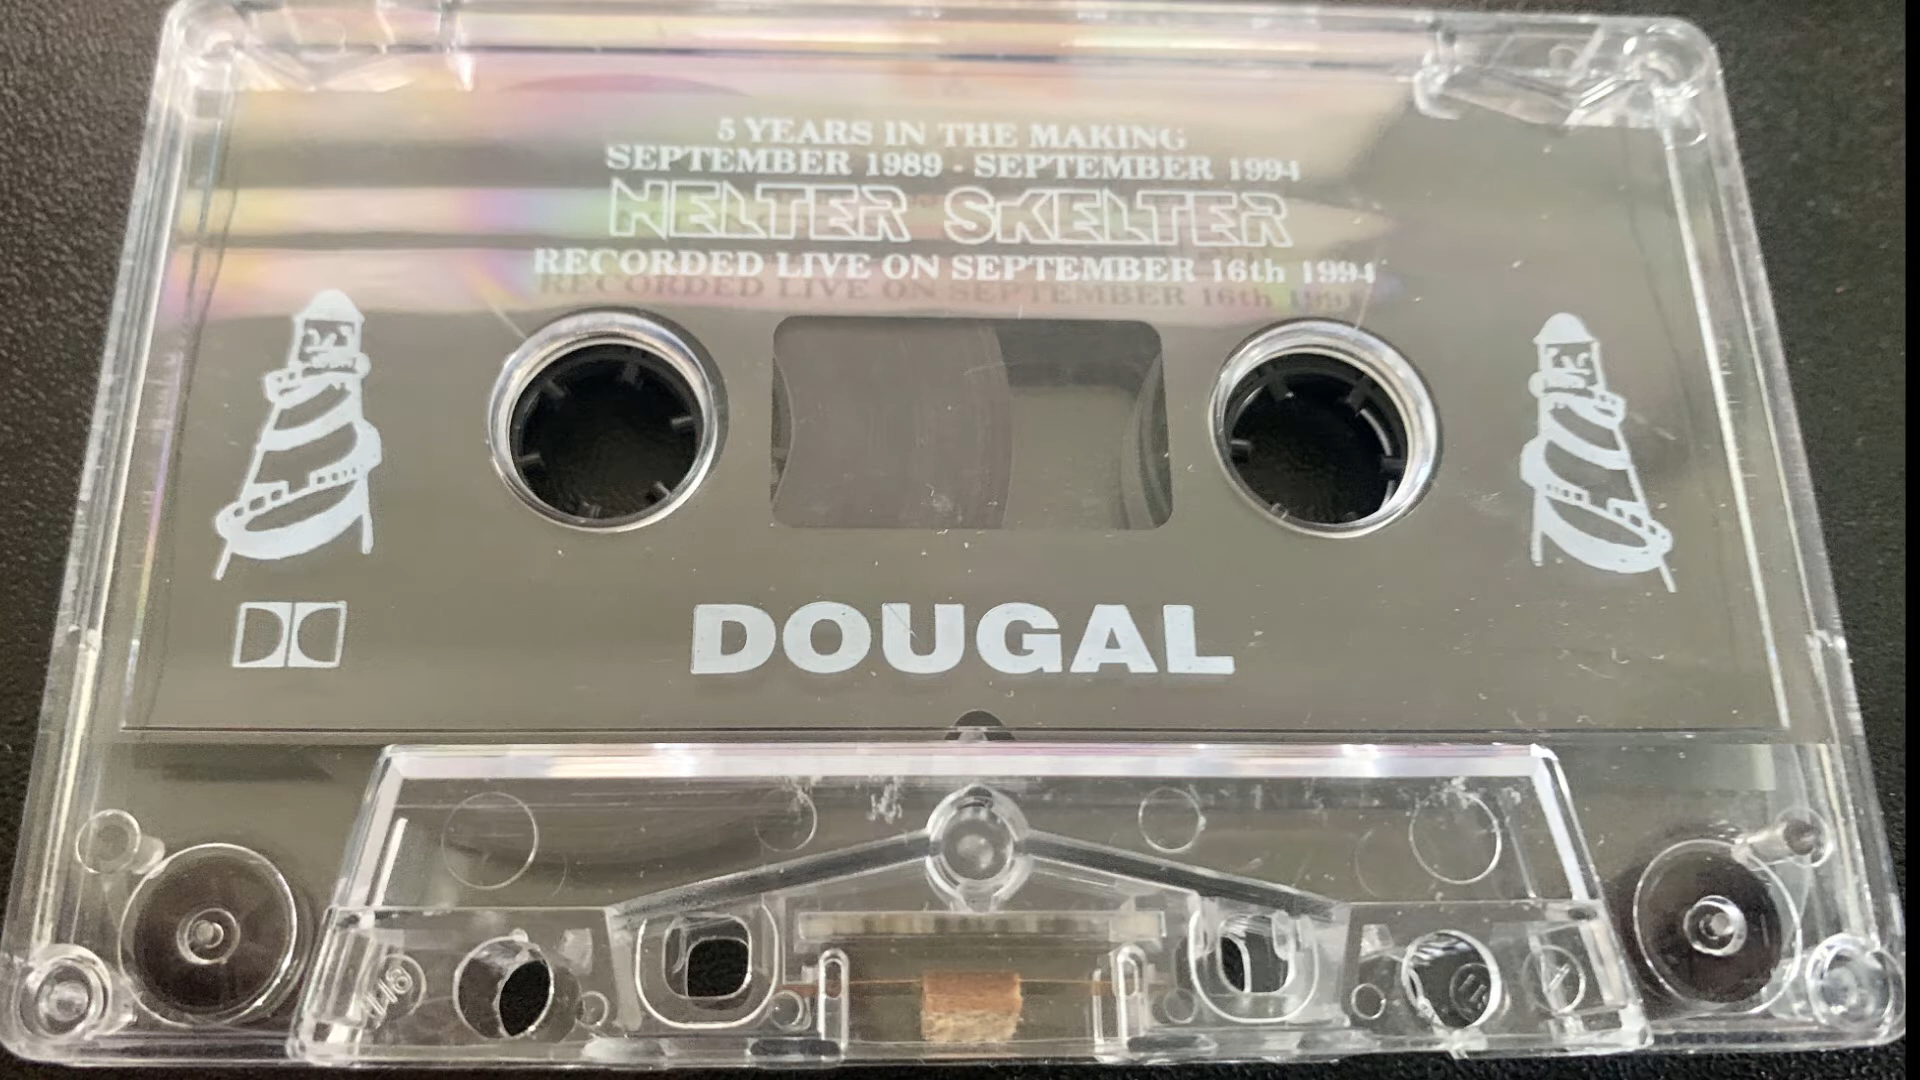 5 YEARS IN THE MAKING
SEPTEMBER 1989 - SEPTEMBER 1994
HELTER SKELTER
RECORDED LIVE ON SEPTEMBER 16th 1994
DOUGAL